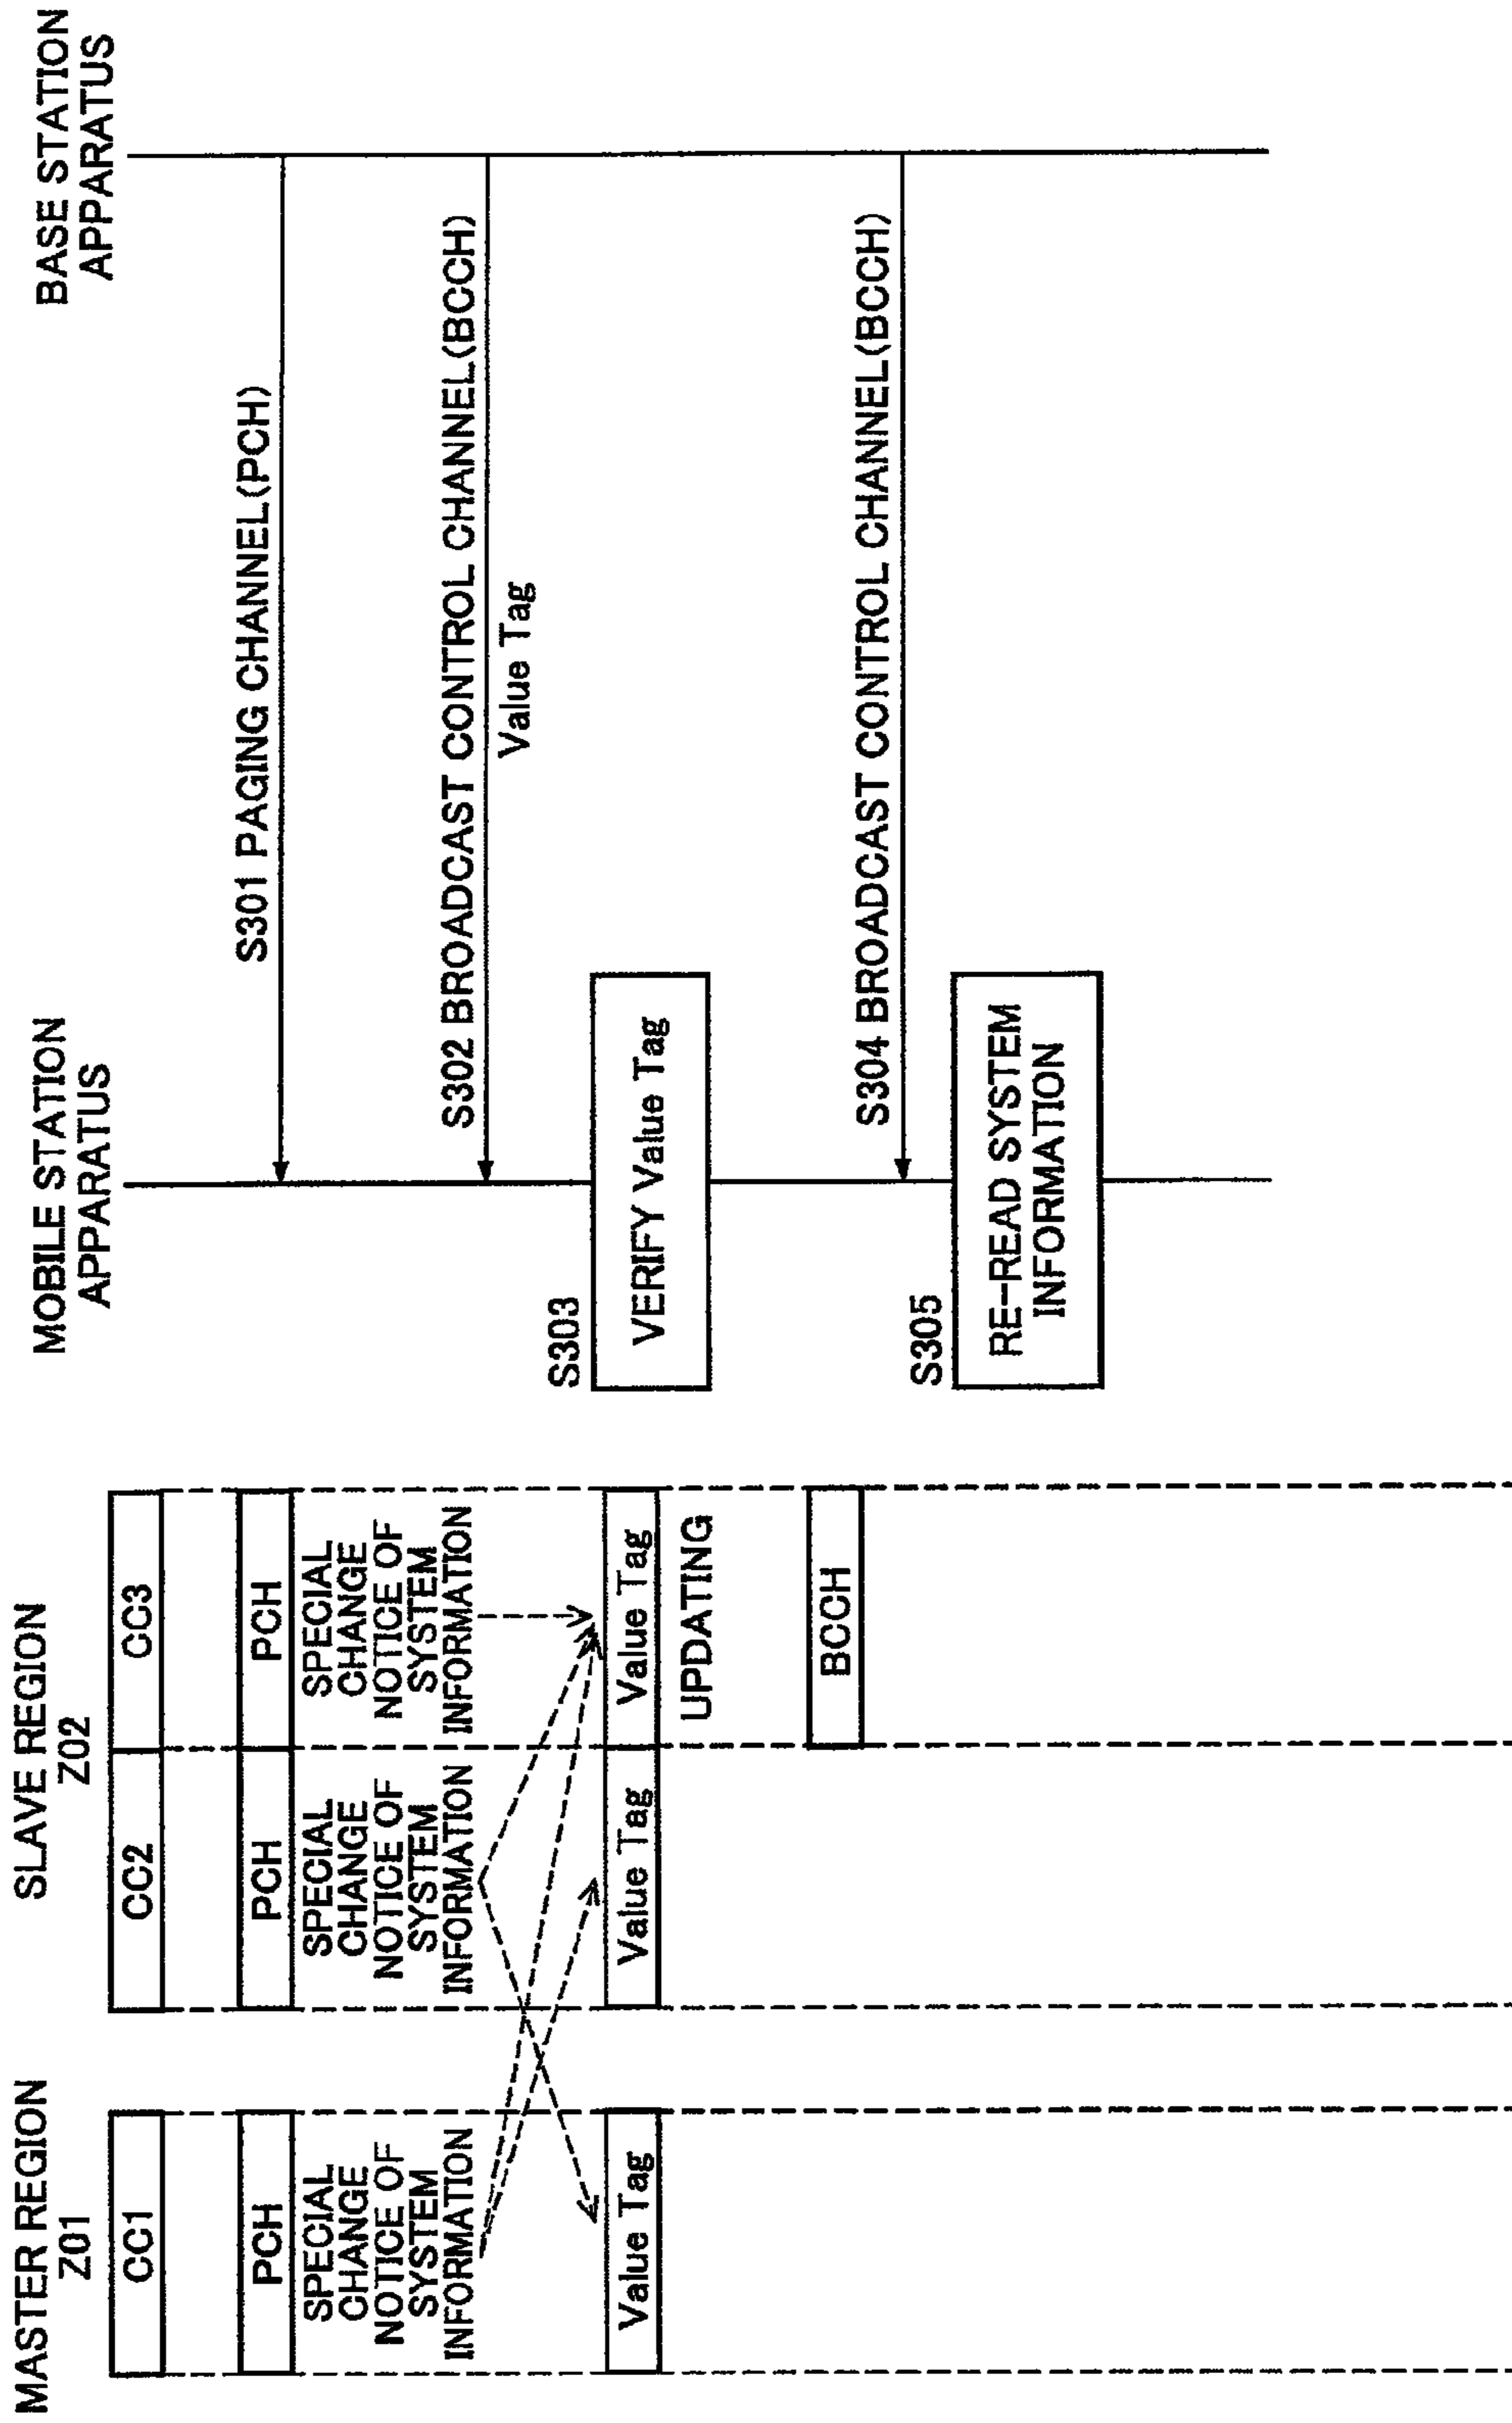 MASTER REGION
Z01
SLAVE REGION
Z02
CC1
CC2
CC3
PCH
PCH
PCH
SPECIAL
CHANGE
NOTICE OF
SYSTEM
INFORMATION
SPECIAL
CHANGE
NOTICE OF
SYSTEM
INFORMATION
SPECIAL
CHANGE
NOTICE OF
SYSTEM
INFORMATION
Value Tag
Value Tag
Value Tag
UPDATING
BCCH
MOBILE STATION
APPARATUS
BASE STATION
APPARATUS
S301 PAGING CHANNEL(PCH)
S302 BROADCAST CONTROL CHANNEL(BCCH)
Value Tag
S303
VERIFY Value Tag
S304 BROADCAST CONTROL CHANNEL(BCCH)
S305
RE-READ SYSTEM
INFORMATION